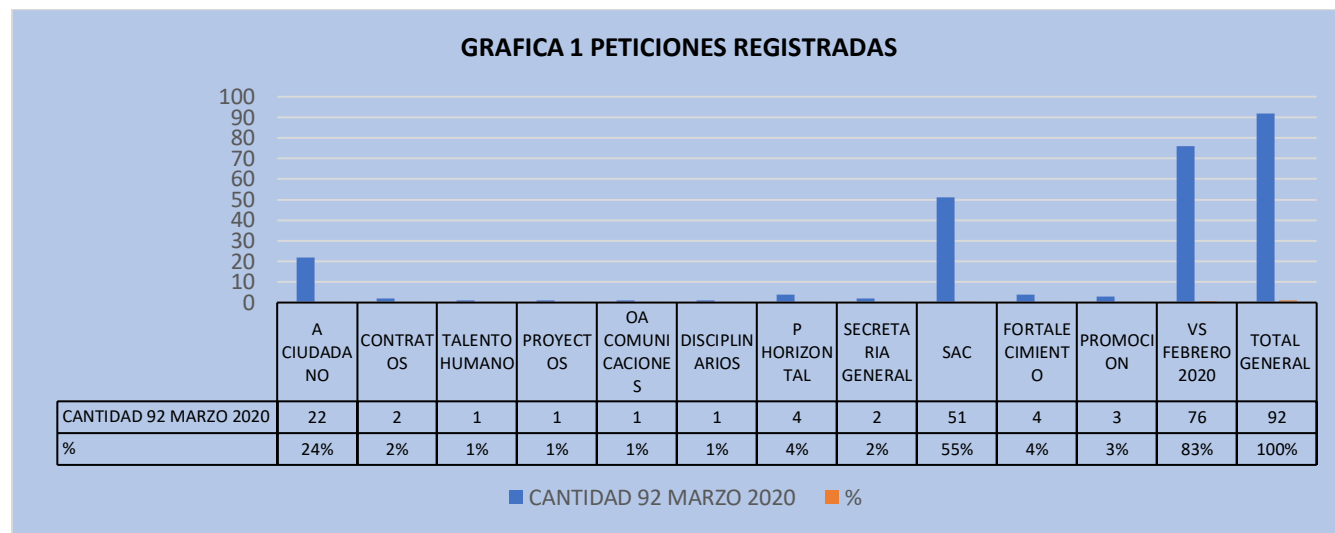 GRAFICA 1 PETICIONES REGISTRADAS
100
90
80
70
60
50
40
30
20
10
0
A
CIUDADA
NO
CONTRAT
OS
TALENTO
HUMANO
PROYECT
OS
OA
COMUNI
CACIONE
S
DISCIPLIN
ARIOS
P
HORIZON
TAL
SECRETA
RIA
GENERAL
SAC
FORTALE
CIMIENT
O
PROMOCI
ON
VS
FEBRERO
2020
TOTAL
GENERAL
CANTIDAD 92 MARZO 2020 22 2 1 1 1 1 4 2 51 4 3 76 92
% 24% 2% 1% 1% 1% 1% 4% 2% 55% 4% 3% 83% 100%
CANTIDAD 92 MARZO 2020 %